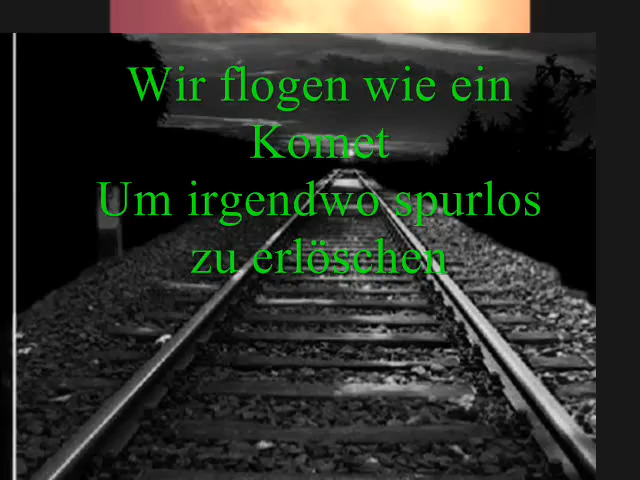 Wir flogen wie ein
Komet
Um irgendwo spurlos
zu erlöschen